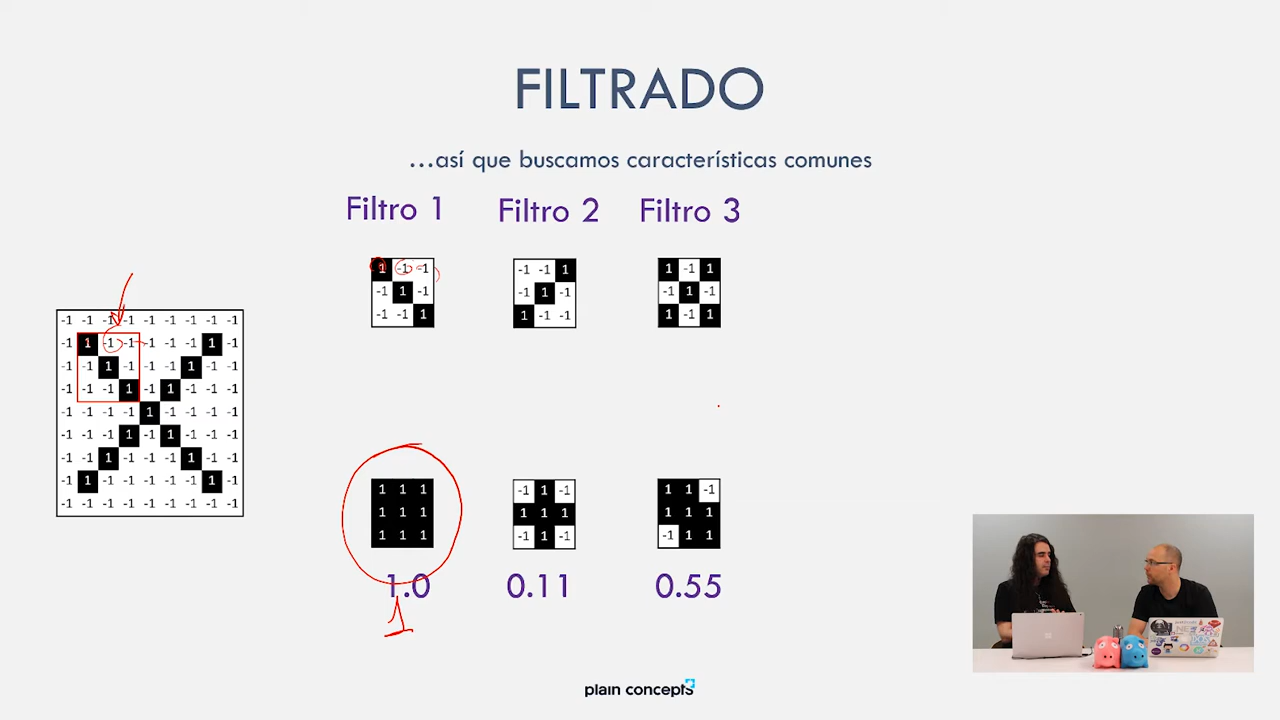 FILTRADO
...así que buscamos características comunes
Filtro 1 Filtro 2 Filtro 3
1 -1 -1
-1 1 -1
-1 -1 1
-1 -1 1
-1 1 -1
1 -1 -1
1 -1 1
-1 1 -1
1 -1 1
-1 -1 -1 -1 -1 -1 -1 -1 -1
-1 1 -1 -1 -1 -1 -1 1 -1
-1 -1 1 -1 -1 -1 1 -1 -1
-1 -1 -1 1 -1 1 -1 -1 -1
-1 -1 -1 -1 1 -1 -1 -1 -1
-1 -1 -1 1 -1 1 -1 -1 -1
-1 -1 1 -1 -1 -1 1 -1 -1
-1 1 -1 -1 -1 -1 -1 1 -1
-1 -1 -1 -1 -1 -1 -1 -1 -1
1 1 1
1 1 1
1 1 1
-1 1 -1
1 1 1
-1 1 -1
1 1 -1
1 1 1
-1 1 1
1.0 0.11 0.55
1
plain concepts